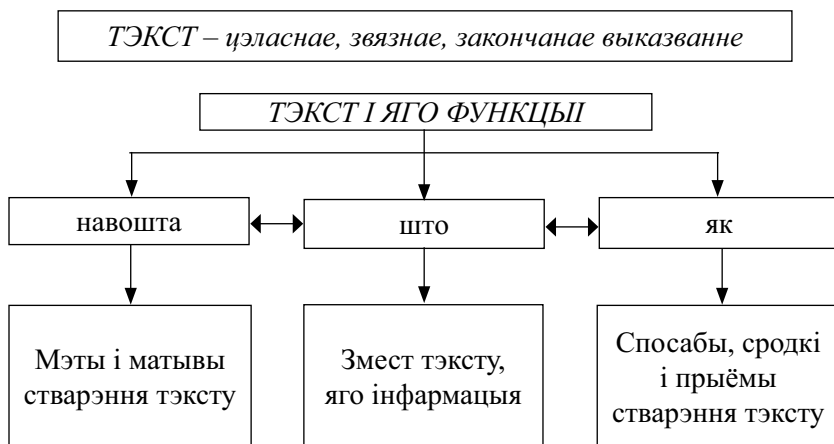 ТЭКСТ – цэласнае, звязнае, закончанае выказванне
ТЭКСТ І ЯГО ФУНКЦЫІ
навошта
што
як
Мэты і матывы
стварэння тэксту
Змест тэксту,
яго інфармацыя
Спосабы, сродкі
і прыёмы
стварэння тэксту